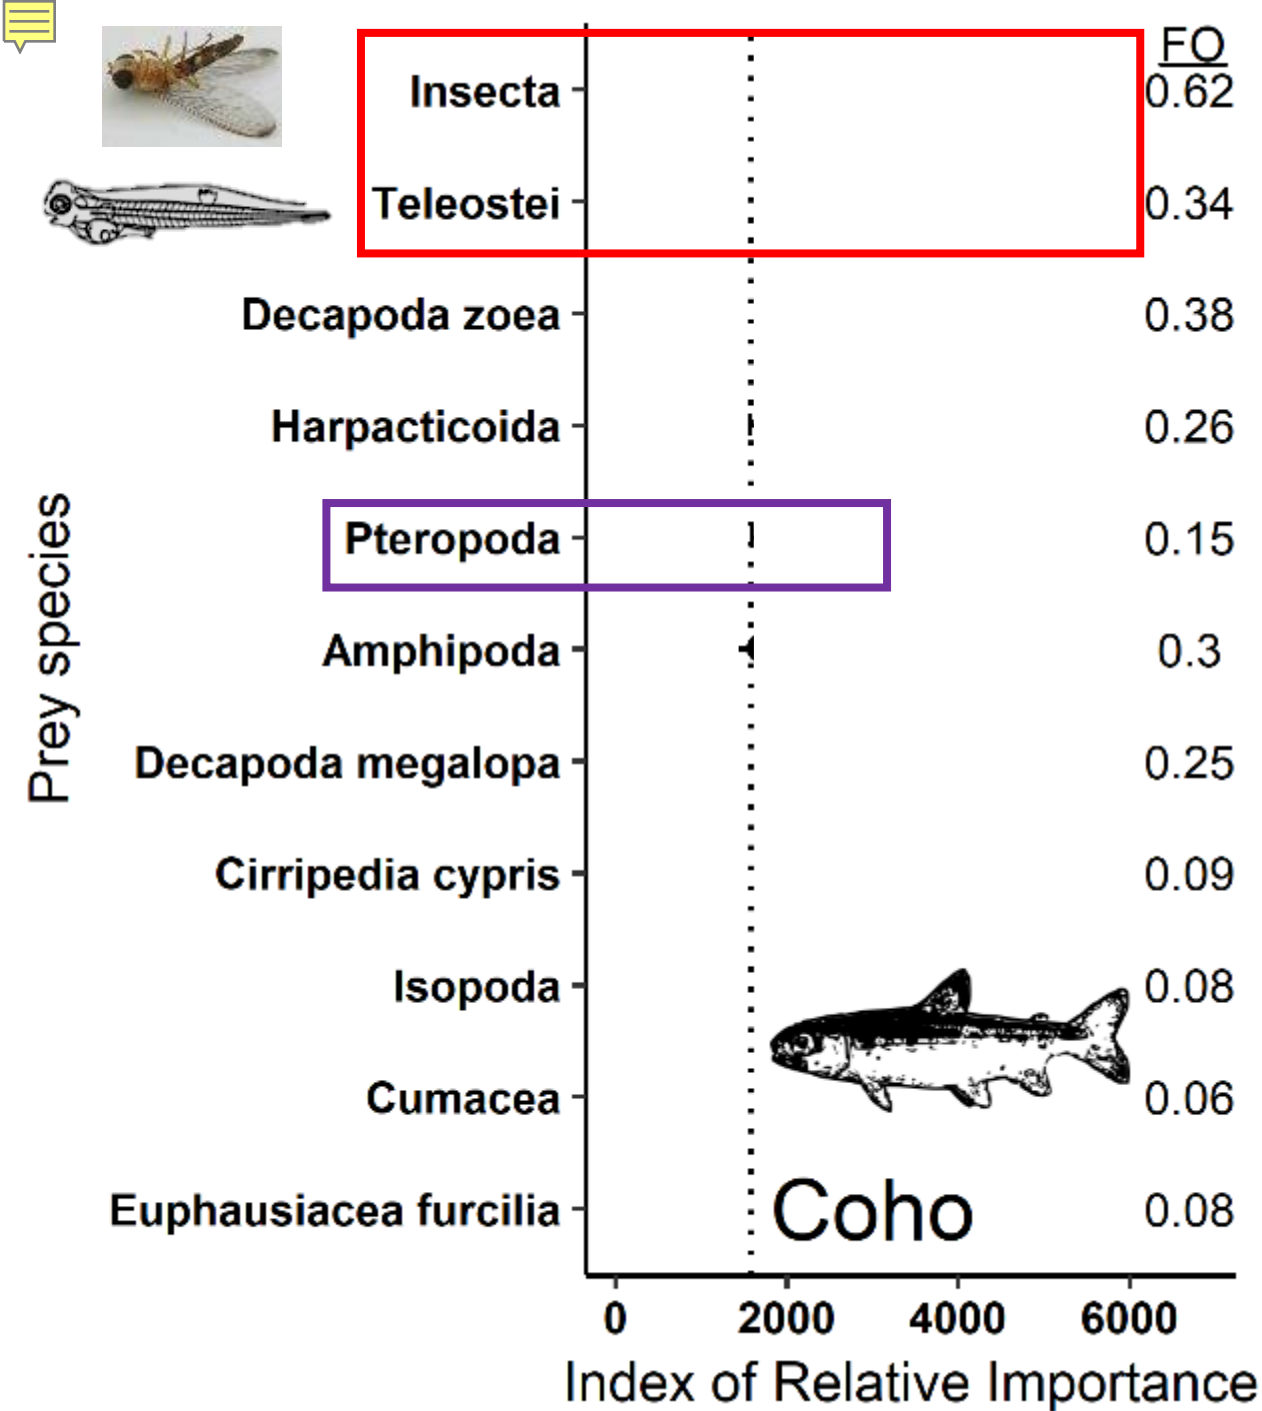 FO
Insecta 0.62
Teleostei 0.34
Decapoda zoea 0.38
Harpacticoida 0.26
Pteropoda 0.15
Amphipoda 0.3
Decapoda megalopa 0.25
Cirripedia cypris 0.09
Isopoda 0.08
Cumacea 0.06
Euphausiacea furcilia 0.08
Prey species
Coho
0 2000 4000 6000
Index of Relative Importance